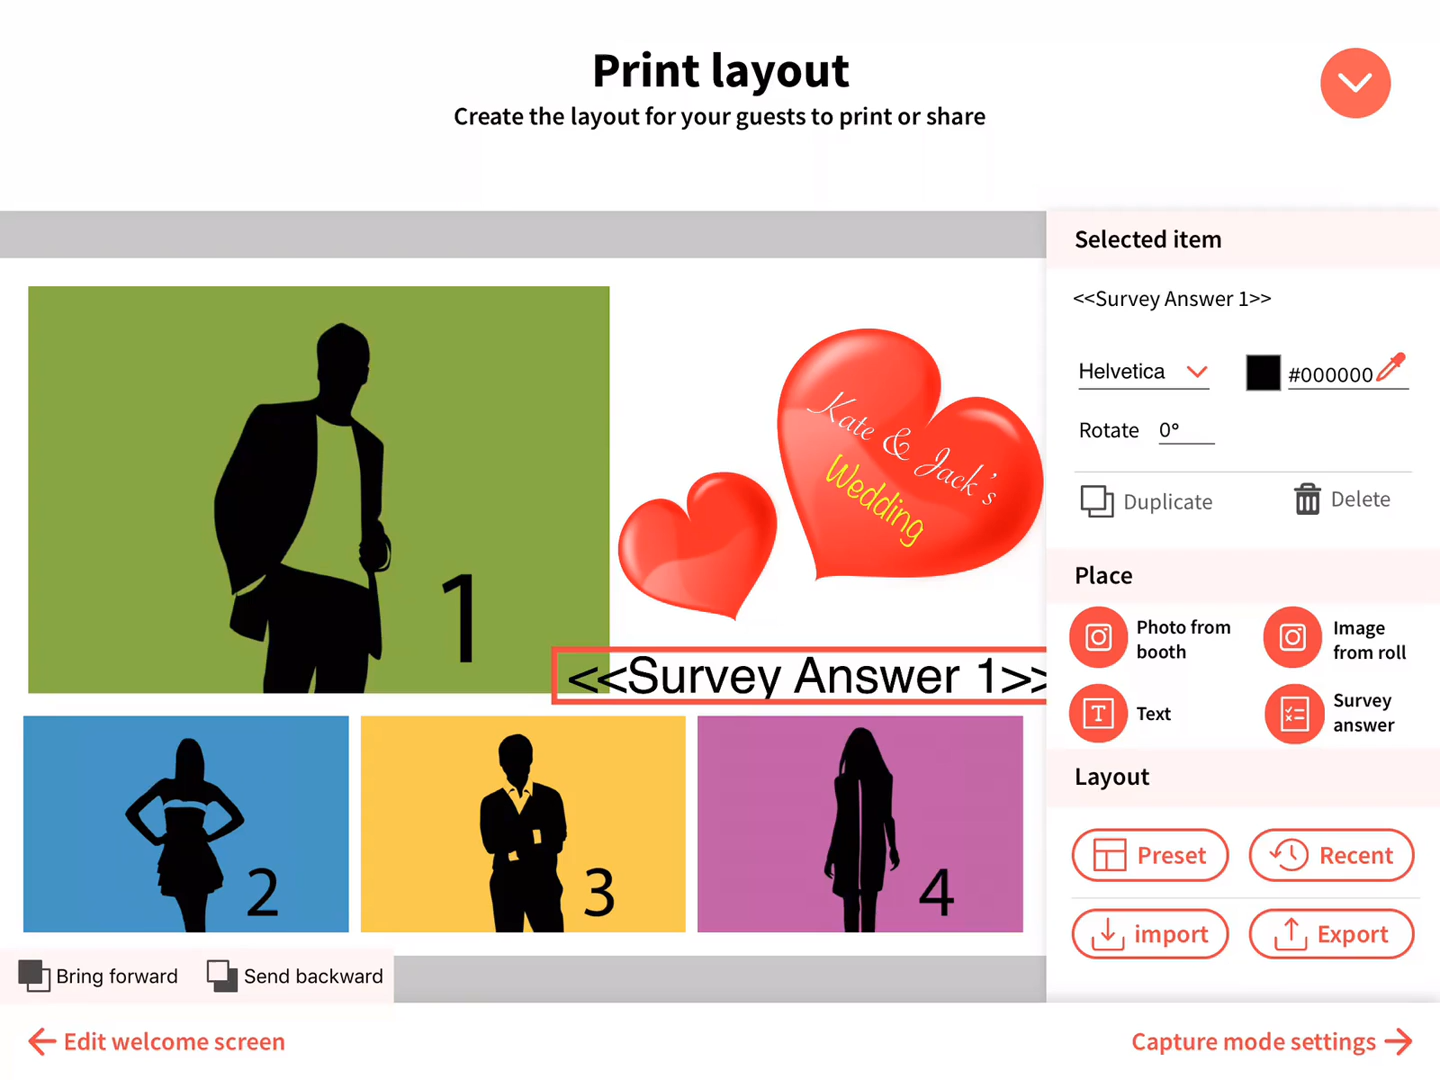 Print layout
Create the layout for your guests to print or share
Selected item
<<Survey Answer 1>>
Helvetica
#000000
Rotate 0°
Duplicate
Delete
Place
Photo from
booth
Image
from roll
Text
Survey
answer
Layout
Preset
Recent
import
Export
Kate & Jack's
Wedding
1
<<Survey Answer 1>>
2
3
4
Bring forward
Send backward
Edit welcome screen
Capture mode settings